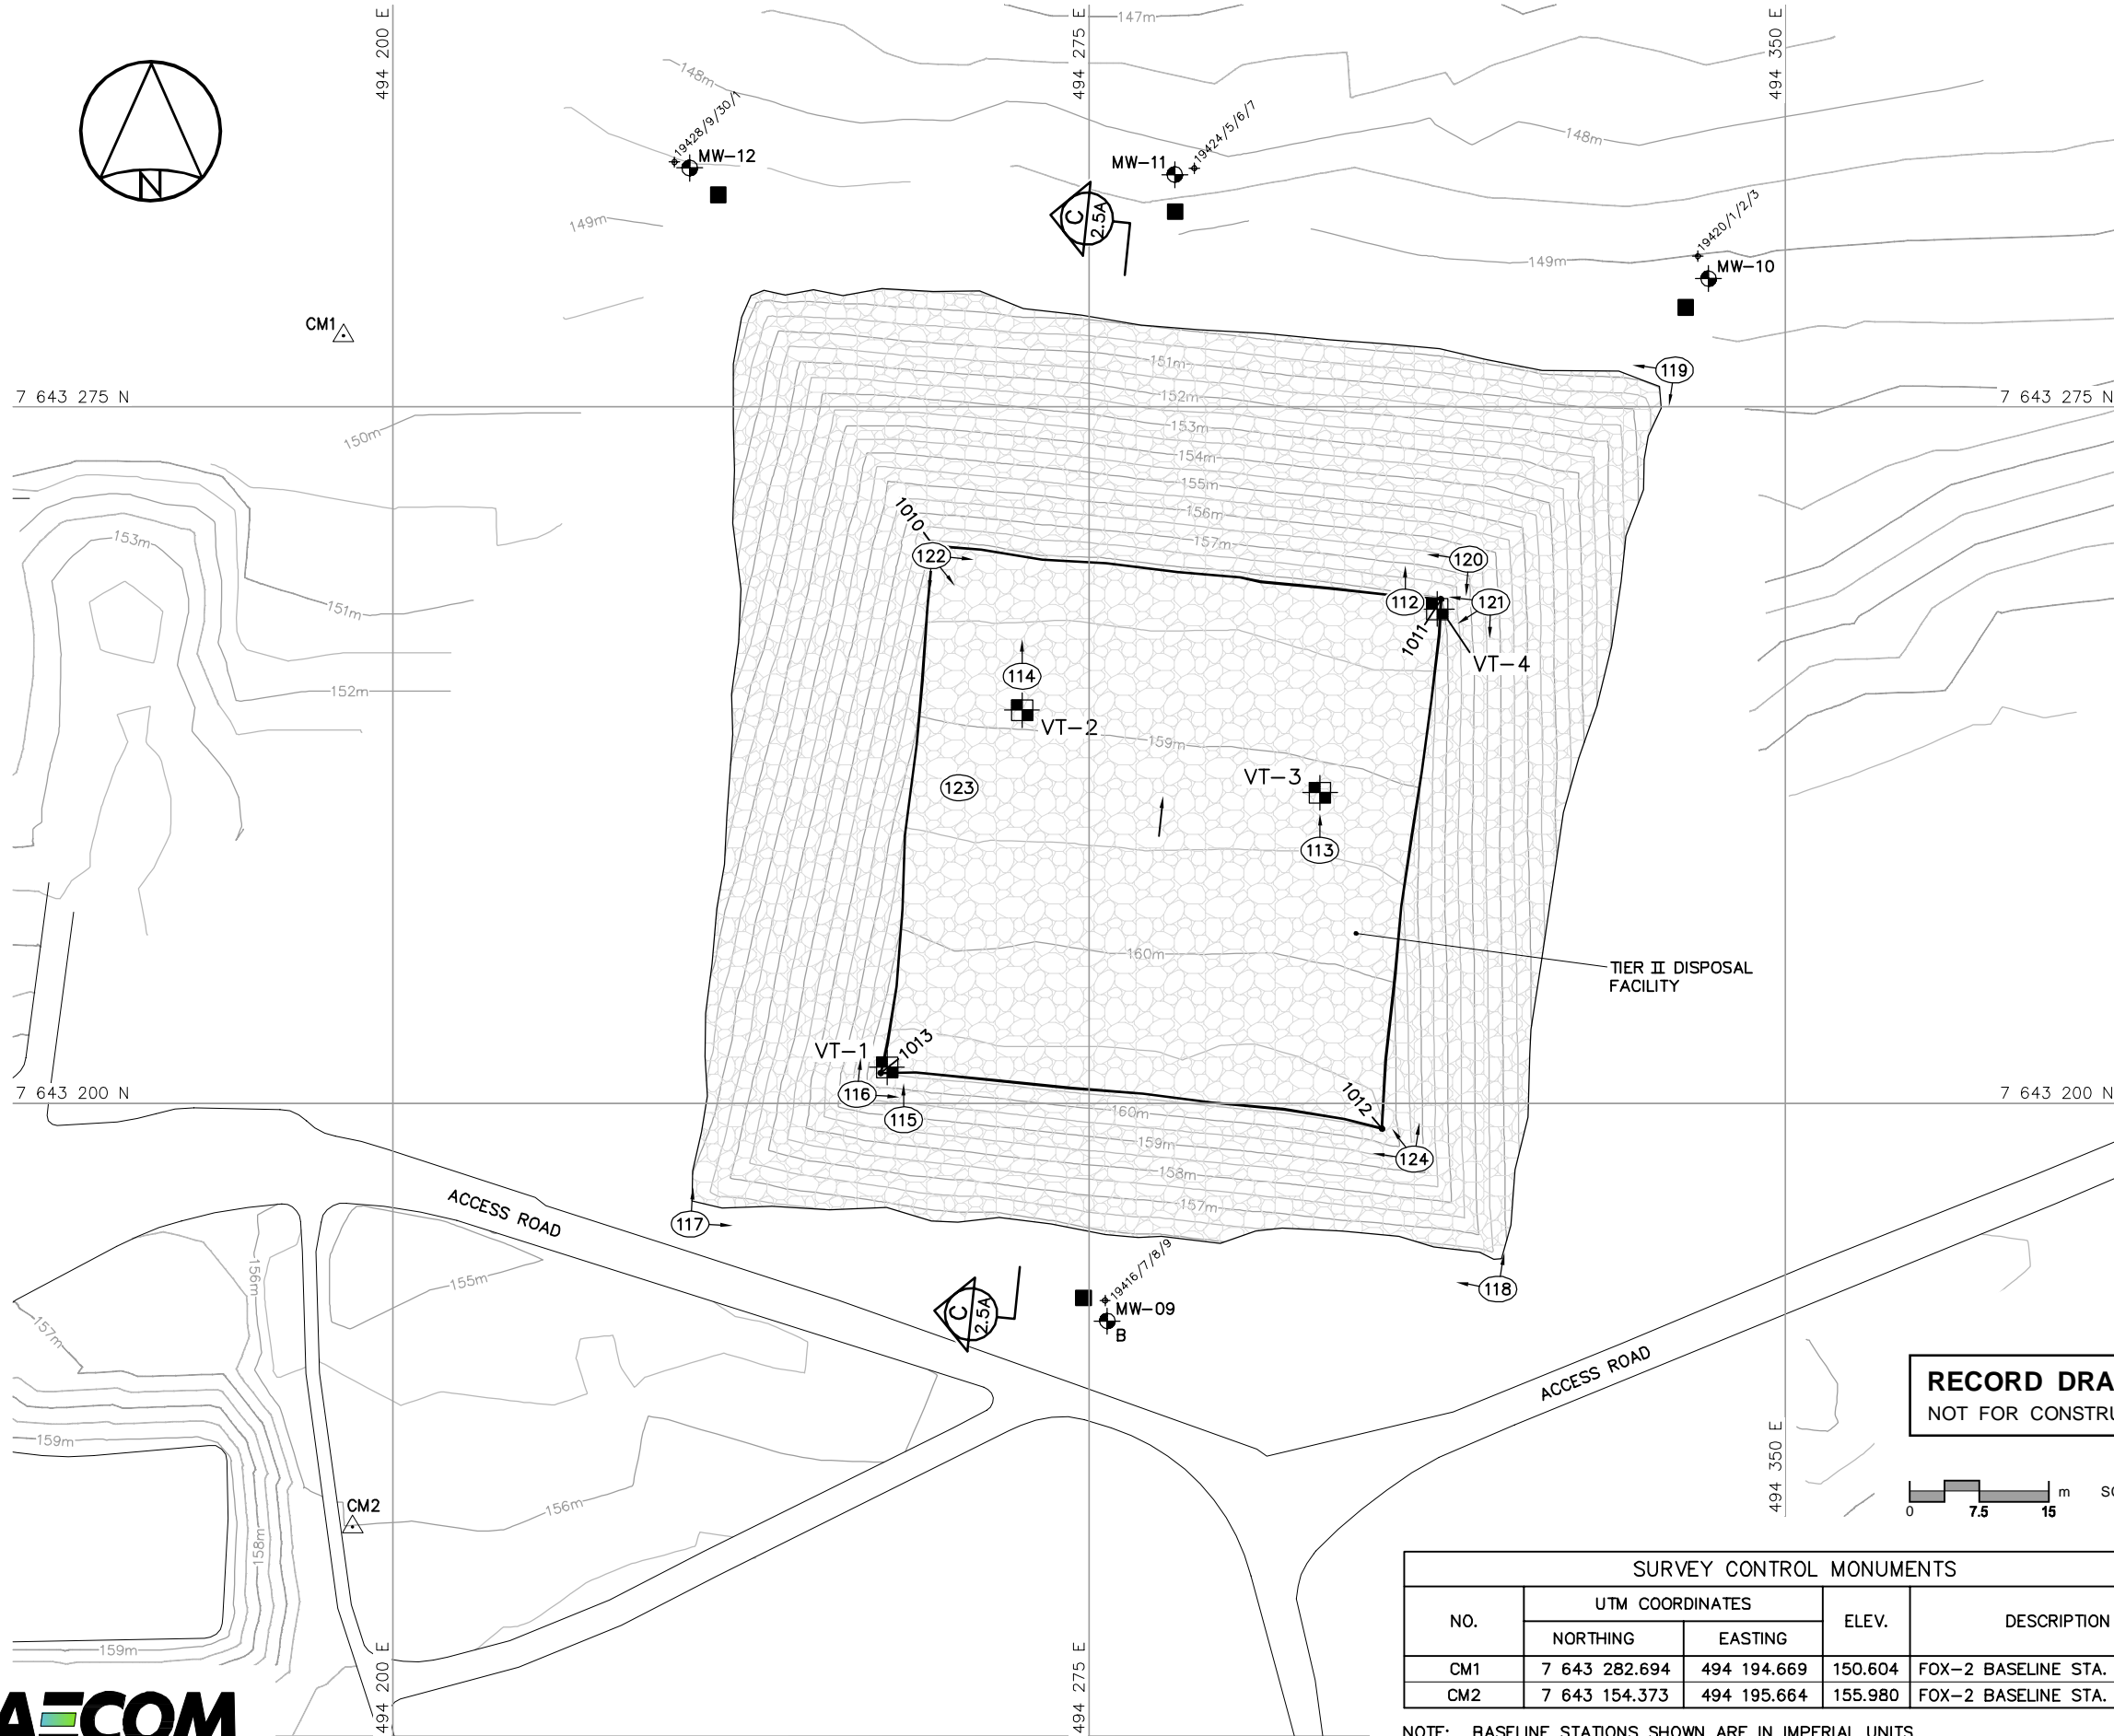 494 200 E
494 275 E
494 350 E
147m
148m
19428/9/30/1
MW-12
MW-11
19424/5/6/7
148m
N
149m
C
2.5A
19420/1/2/3
149m
MW-10
CM1
151m
119
7 643 275 N
152m
7 643 275 N
150m
153m
154m
155m
1010
156m
153m
157m
122
120
112
121
151m
1011
114
VT-4
152m
VT-2
159m
VT-3
123
113
160m
TIER II DISPOSAL
FACILITY
VT-1
1013
7 643 200 N
116
1012
7 643 200 N
115
160m
159m
124
158m
ACCESS ROAD
157m
117
156m
155m
19416/7/8/9
118
C
2.5A
MW-09
B
157m
ACCESS ROAD
RECORD DRA
NOT FOR CONSTRU
159m
494 350 E
CM2
156m
m
0
7.5
15
158m
159m
494 200 E
494 275 E
SURVEY CONTROL MONUMENTS
NO. UTM COORDINATES ELEV. DESCRIPTION
NORTHING EASTING
CM1 7 643 282.694 494 194.669 150.604 FOX-2 BASELINE STA.
CM2 7 643 154.373 494 195.664 155.980 FOX-2 BASELINE STA.
AECOM
NOTE: BASELINE STATIONS SHOWN ARE IN IMPERIAL UNITS